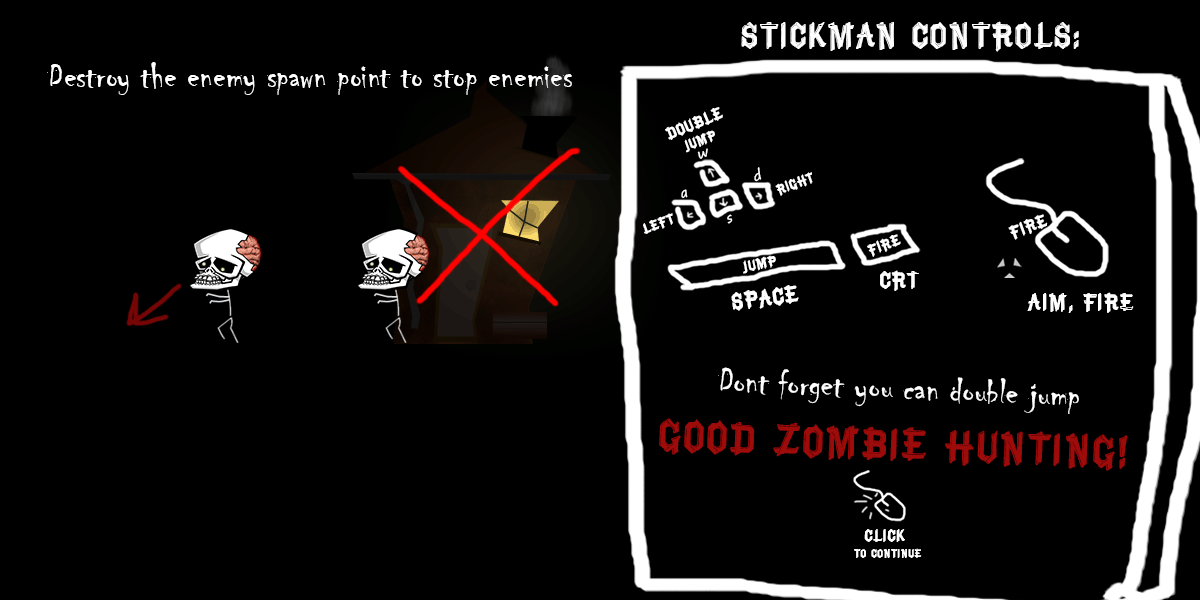 Destroy the enemy spawn point to stop enemies
STICKMAN CONTROLS:
DOUBLE
JUMP
w
a
d
LEFT
RIGHT
s
JUMP
SPACE
FIRE
CRT
FIRE
AIM, FIRE
Dont forget you can double jump
GOOD ZOMBIE HUNTING!
CLICK
TO CONTINUE